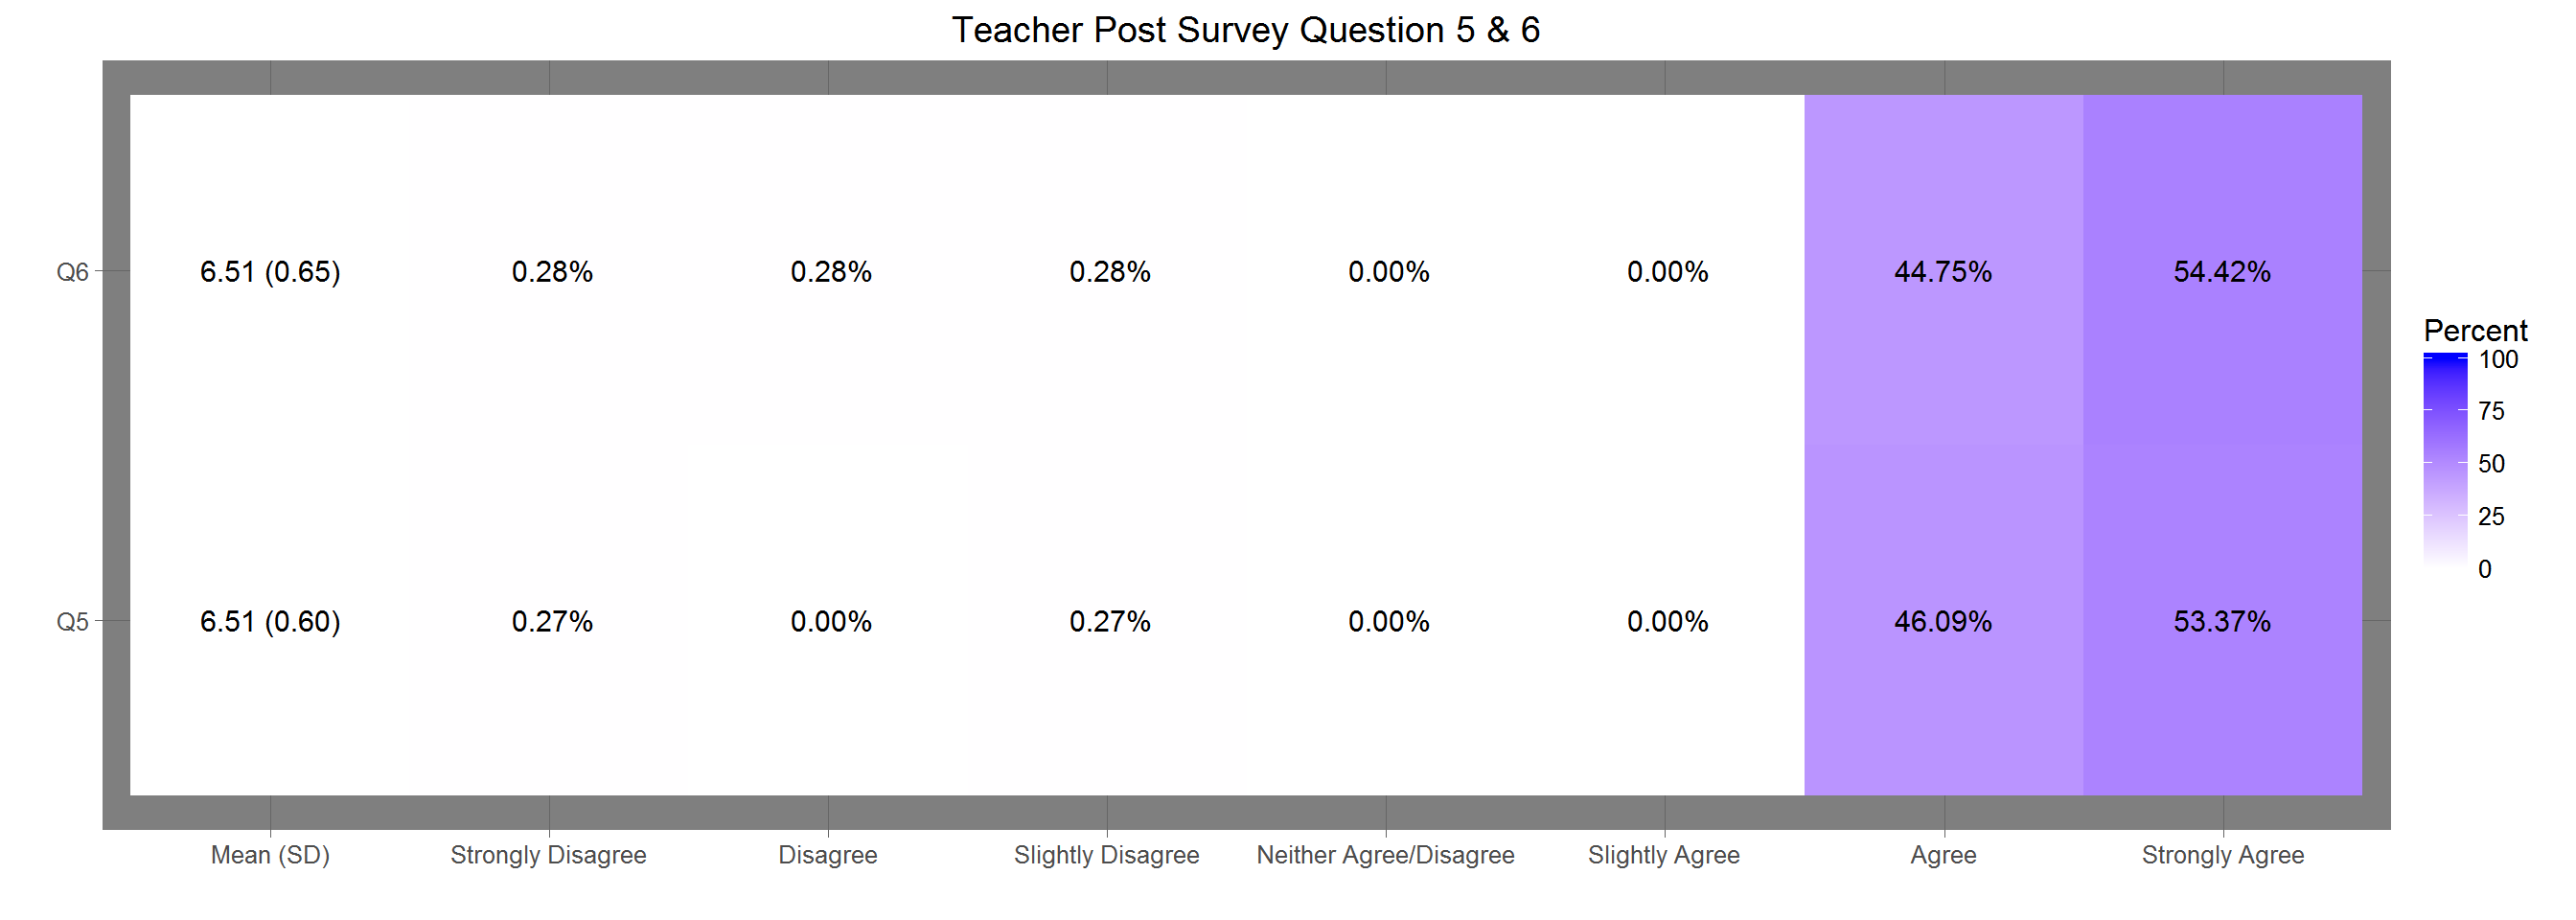 Teacher Post Survey Question 5 & 6
Q6 6.51 (0.65) 0.28% 0.28% 0.28% 0.00% 0.00% 44.75% 54.42%
Q5 6.51 (0.60) 0.27% 0.00% 0.27% 0.00% 0.00% 46.09% 53.37%
Mean (SD) Strongly Disagree Disagree Slightly Disagree Neither Agree/Disagree Slightly Agree Agree Strongly Agree
Percent
100
75
50
25
0